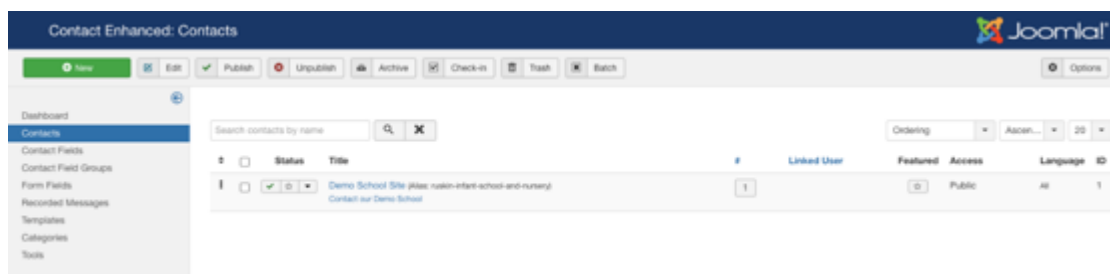 Contact Enhanced: Contacts
Joomla!
New Edit Publish Unpublish Archive Check-in Trash Batch Options
Dashboard
Contacts
Contact Fields
Contact Field Groups
Form Fields
Recorded Messages
Templates
Categories
Tools
Search contacts by name
Ordering Ascen... 20
Status Title # Linked User Featured Access Language ID
Demo School Site (Alias: ruskin-infant-school-and-nursery) 1 Public All 1
Contact our Demo School